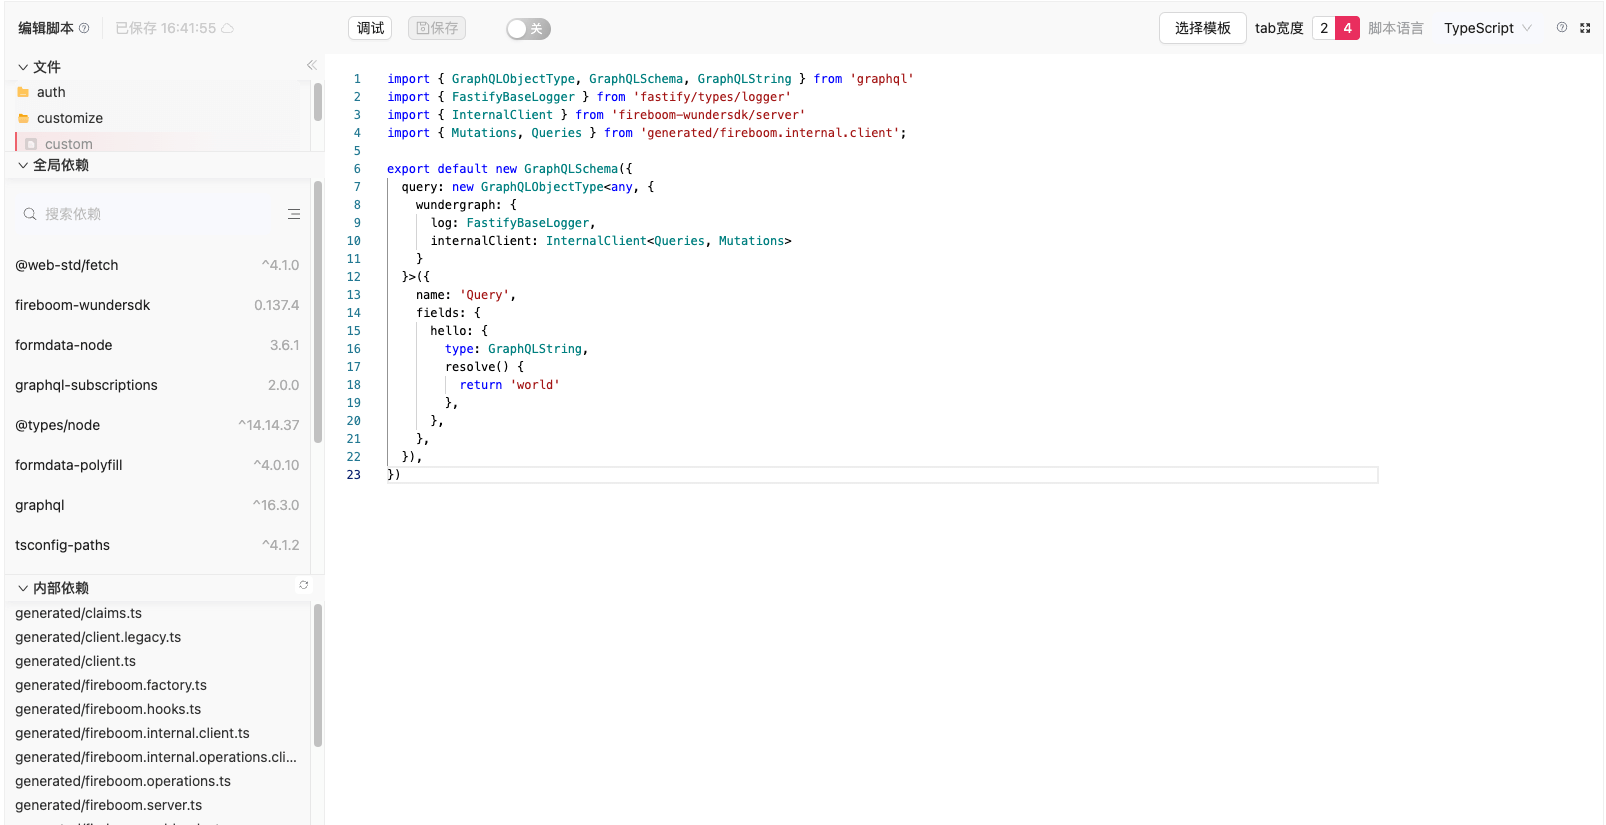 编辑脚本 已保存 16:41:55 调试 保存 关 选择模板 tab宽度 2 4 脚本语言 TypeScript
文件
auth
customize
custom
全局依赖
搜索依赖
@web-std/fetch ^4.1.0
fireboom-wundersdk 0.137.4
formdata-node 3.6.1
graphql-subscriptions 2.0.0
@types/node ^14.14.37
formdata-polyfill ^4.0.10
graphql ^16.3.0
tsconfig-paths ^4.1.2
内部依赖
generated/claims.ts
generated/client.legacy.ts
generated/client.ts
generated/fireboom.factory.ts
generated/fireboom.hooks.ts
generated/fireboom.internal.client.ts
generated/fireboom.internal.operations.cli...
generated/fireboom.operations.ts
generated/fireboom.server.ts
1 import { GraphQLObjectType, GraphQLSchema, GraphQLString } from 'graphql'
2 import { FastifyBaseLogger } from 'fastify/types/logger'
3 import { InternalClient } from 'fireboom-wundersdk/server'
4 import { Mutations, Queries } from 'generated/fireboom.internal.client';
5
6 export default new GraphQLSchema({
7 query: new GraphQLObjectType<any, {
8 wundergraph: {
9 log: FastifyBaseLogger,
10 internalClient: InternalClient<Queries, Mutations>
11 }
12 }>({
13 name: 'Query',
14 fields: {
15 hello: {
16 type: GraphQLString,
17 resolve() {
18 return 'world'
19 },
20 },
21 },
22 }),
23 })